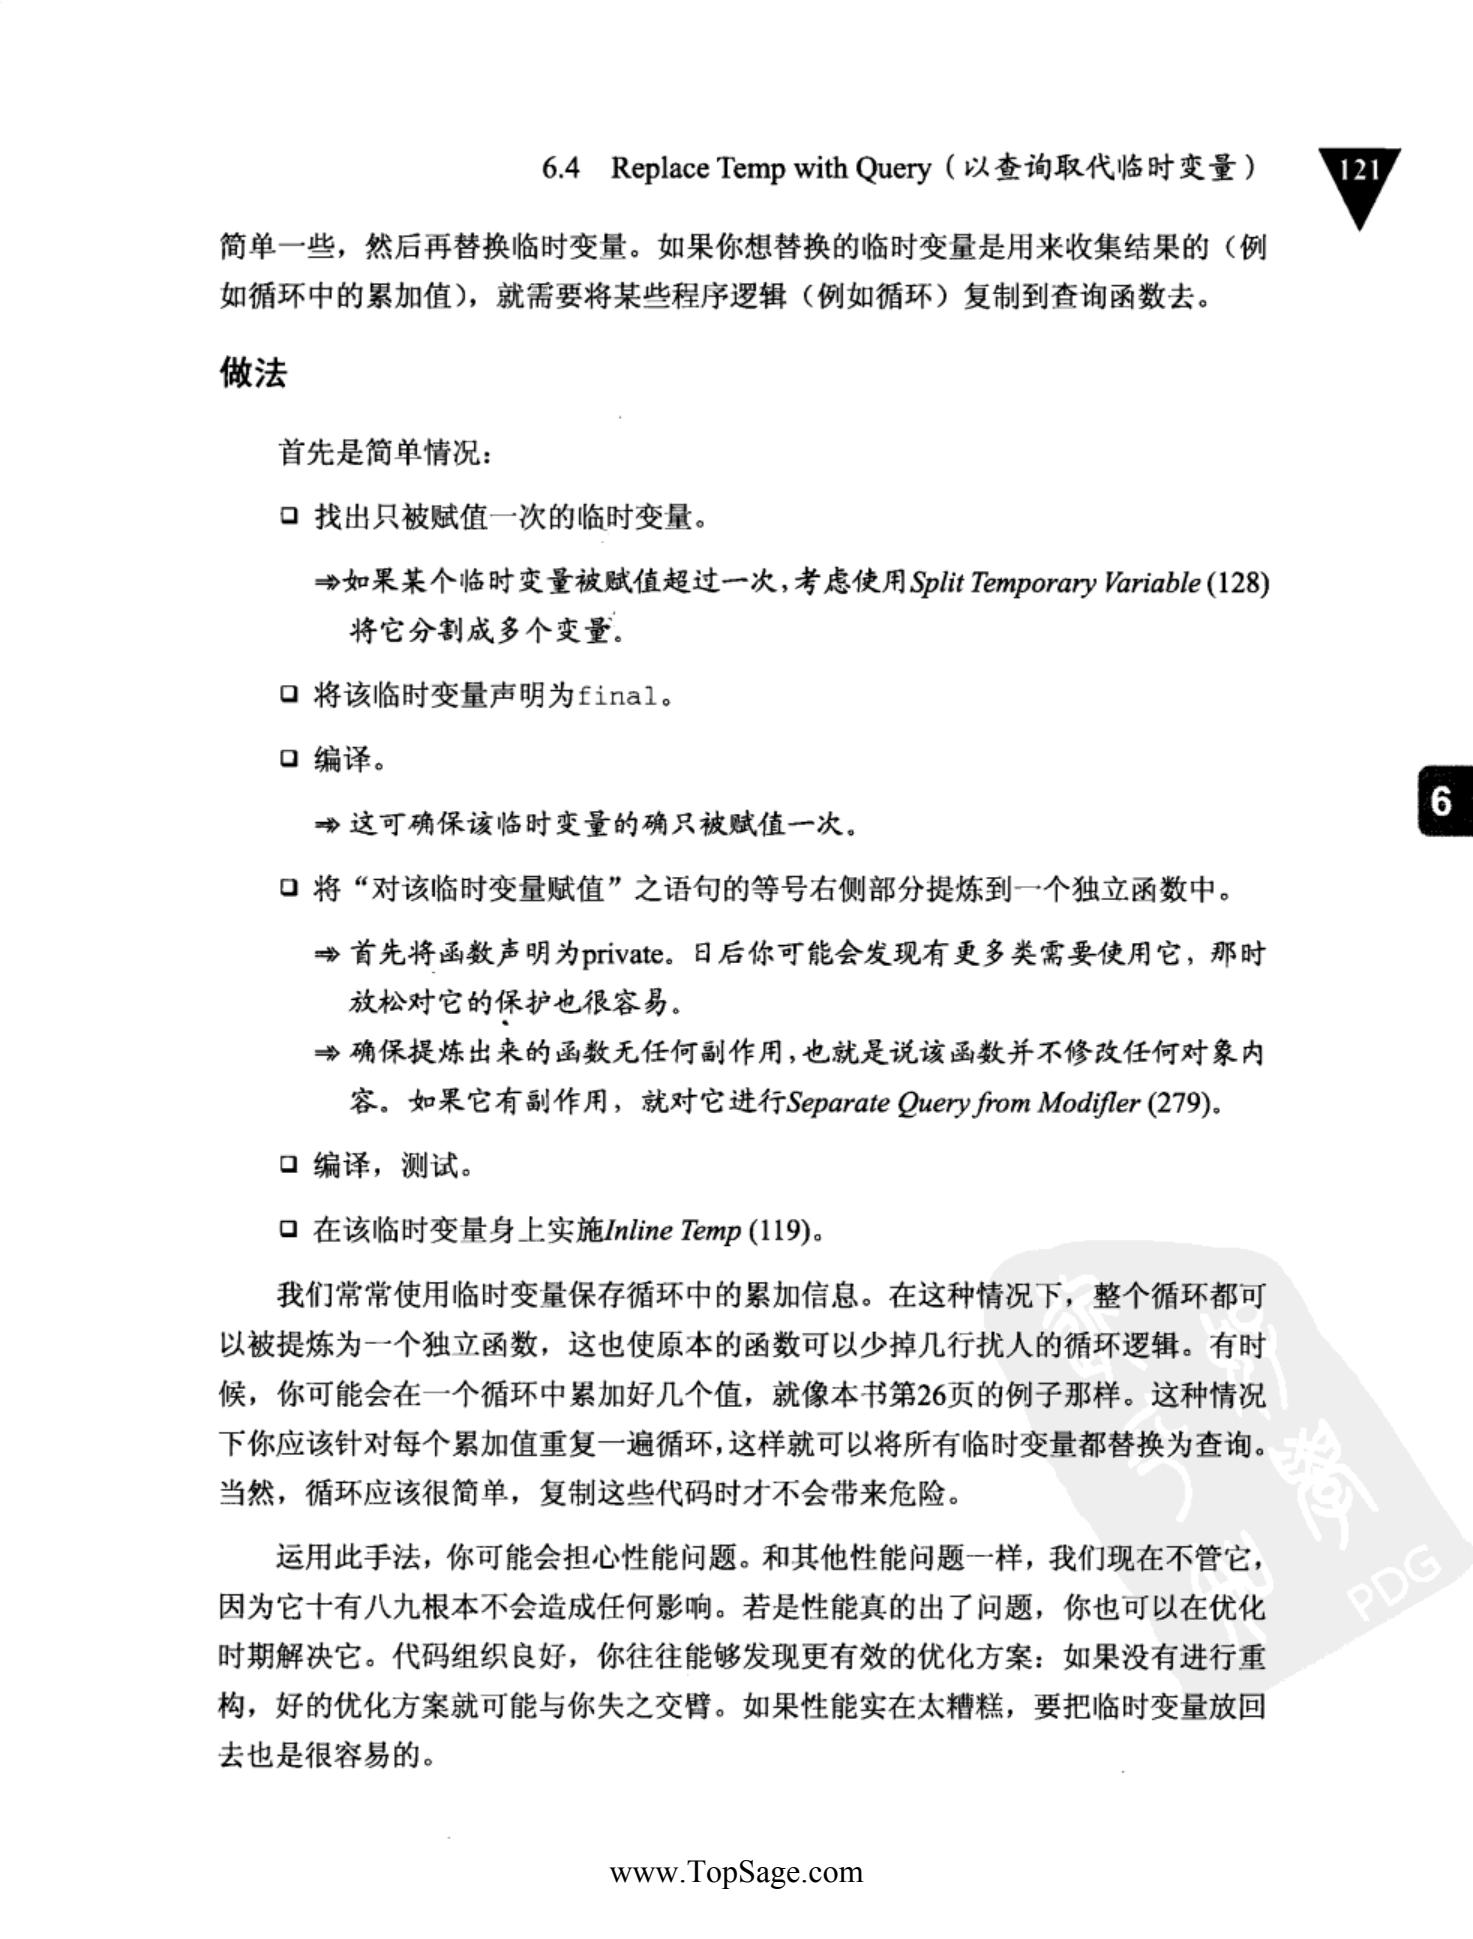 6.4 Replace Temp with Query（以查询取代临时变量） 121
简单一些，然后再替换临时变量。如果你想替换的临时变量是用来收集结果的（例
如循环中的累加值），就需要将某些程序逻辑（例如循环）复制到查询函数去。
做法
首先是简单情况：
❏ 找出只被赋值一次的临时变量。
⇒如果某个临时变量被赋值超过一次，考虑使用Split Temporary Variable (128)
将它分割成多个变量。
❏ 将该临时变量声明为final。
❏ 编译。
⇒ 这可确保该临时变量的确只被赋值一次。
6
❏ 将“对该临时变量赋值”之语句的等号右侧部分提炼到一个独立函数中。
⇒ 首先将函数声明为private。日后你可能会发现有更多类需要使用它，那时
放松对它的保护也很容易。
⇒ 确保提炼出来的函数无任何副作用，也就是说该函数并不修改任何对象内
容。如果它有副作用，就对它进行Separate Query from Modifler (279)。
❏ 编译，测试。
❏ 在该临时变量身上实施Inline Temp (119)。
我们常常使用临时变量保存循环中的累加信息。在这种情况下，整个循环都可
以被提炼为一个独立函数，这也使原本的函数可以少掉几行扰人的循环逻辑。有时
候，你可能会在一个循环中累加好几个值，就像本书第26页的例子那样。这种情况
下你应该针对每个累加值重复一遍循环，这样就可以将所有临时变量都替换为查询。
当然，循环应该很简单，复制这些代码时才不会带来危险。
运用此手法，你可能会担心性能问题。和其他性能问题一样，我们现在不管它，
因为它十有八九根本不会造成任何影响。若是性能真的出了问题，你也可以在优化
时期解决它。代码组织良好，你往往能够发现更有效的优化方案；如果没有进行重
构，好的优化方案就可能与你失之交臂。如果性能实在太糟糕，要把临时变量放回
去也是很容易的。
PDG
www.TopSage.com